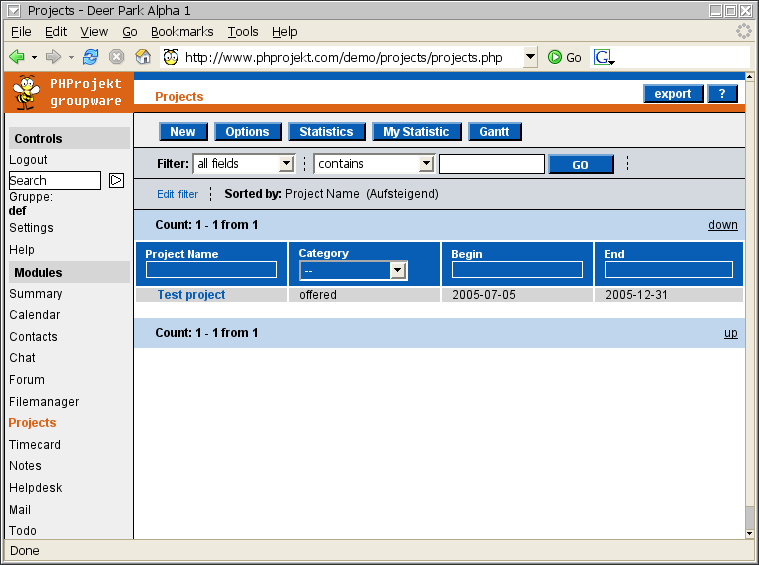 Projects - Deer Park Alpha 1
File Edit View Go Bookmarks Tools Help
http://www.phprojekt.com/demo/projects/projects.php Go G
PHProjekt
groupware
Projects export ?
Controls
Logout
Search
Gruppe:
def
Settings
Help
Modules
Summary
Calendar
Contacts
Chat
Forum
Filemanager
Projects
Timecard
Notes
Helpdesk
Mail
Todo
New Options Statistics My Statistic Gantt
Filter: all fields contains GO
Edit filter Sorted by: Project Name (Aufsteigend)
Count: 1 - 1 from 1 down
Project Name Category Begin End
--
Test project offered 2005-07-05 2005-12-31
Count: 1 - 1 from 1 up
Done